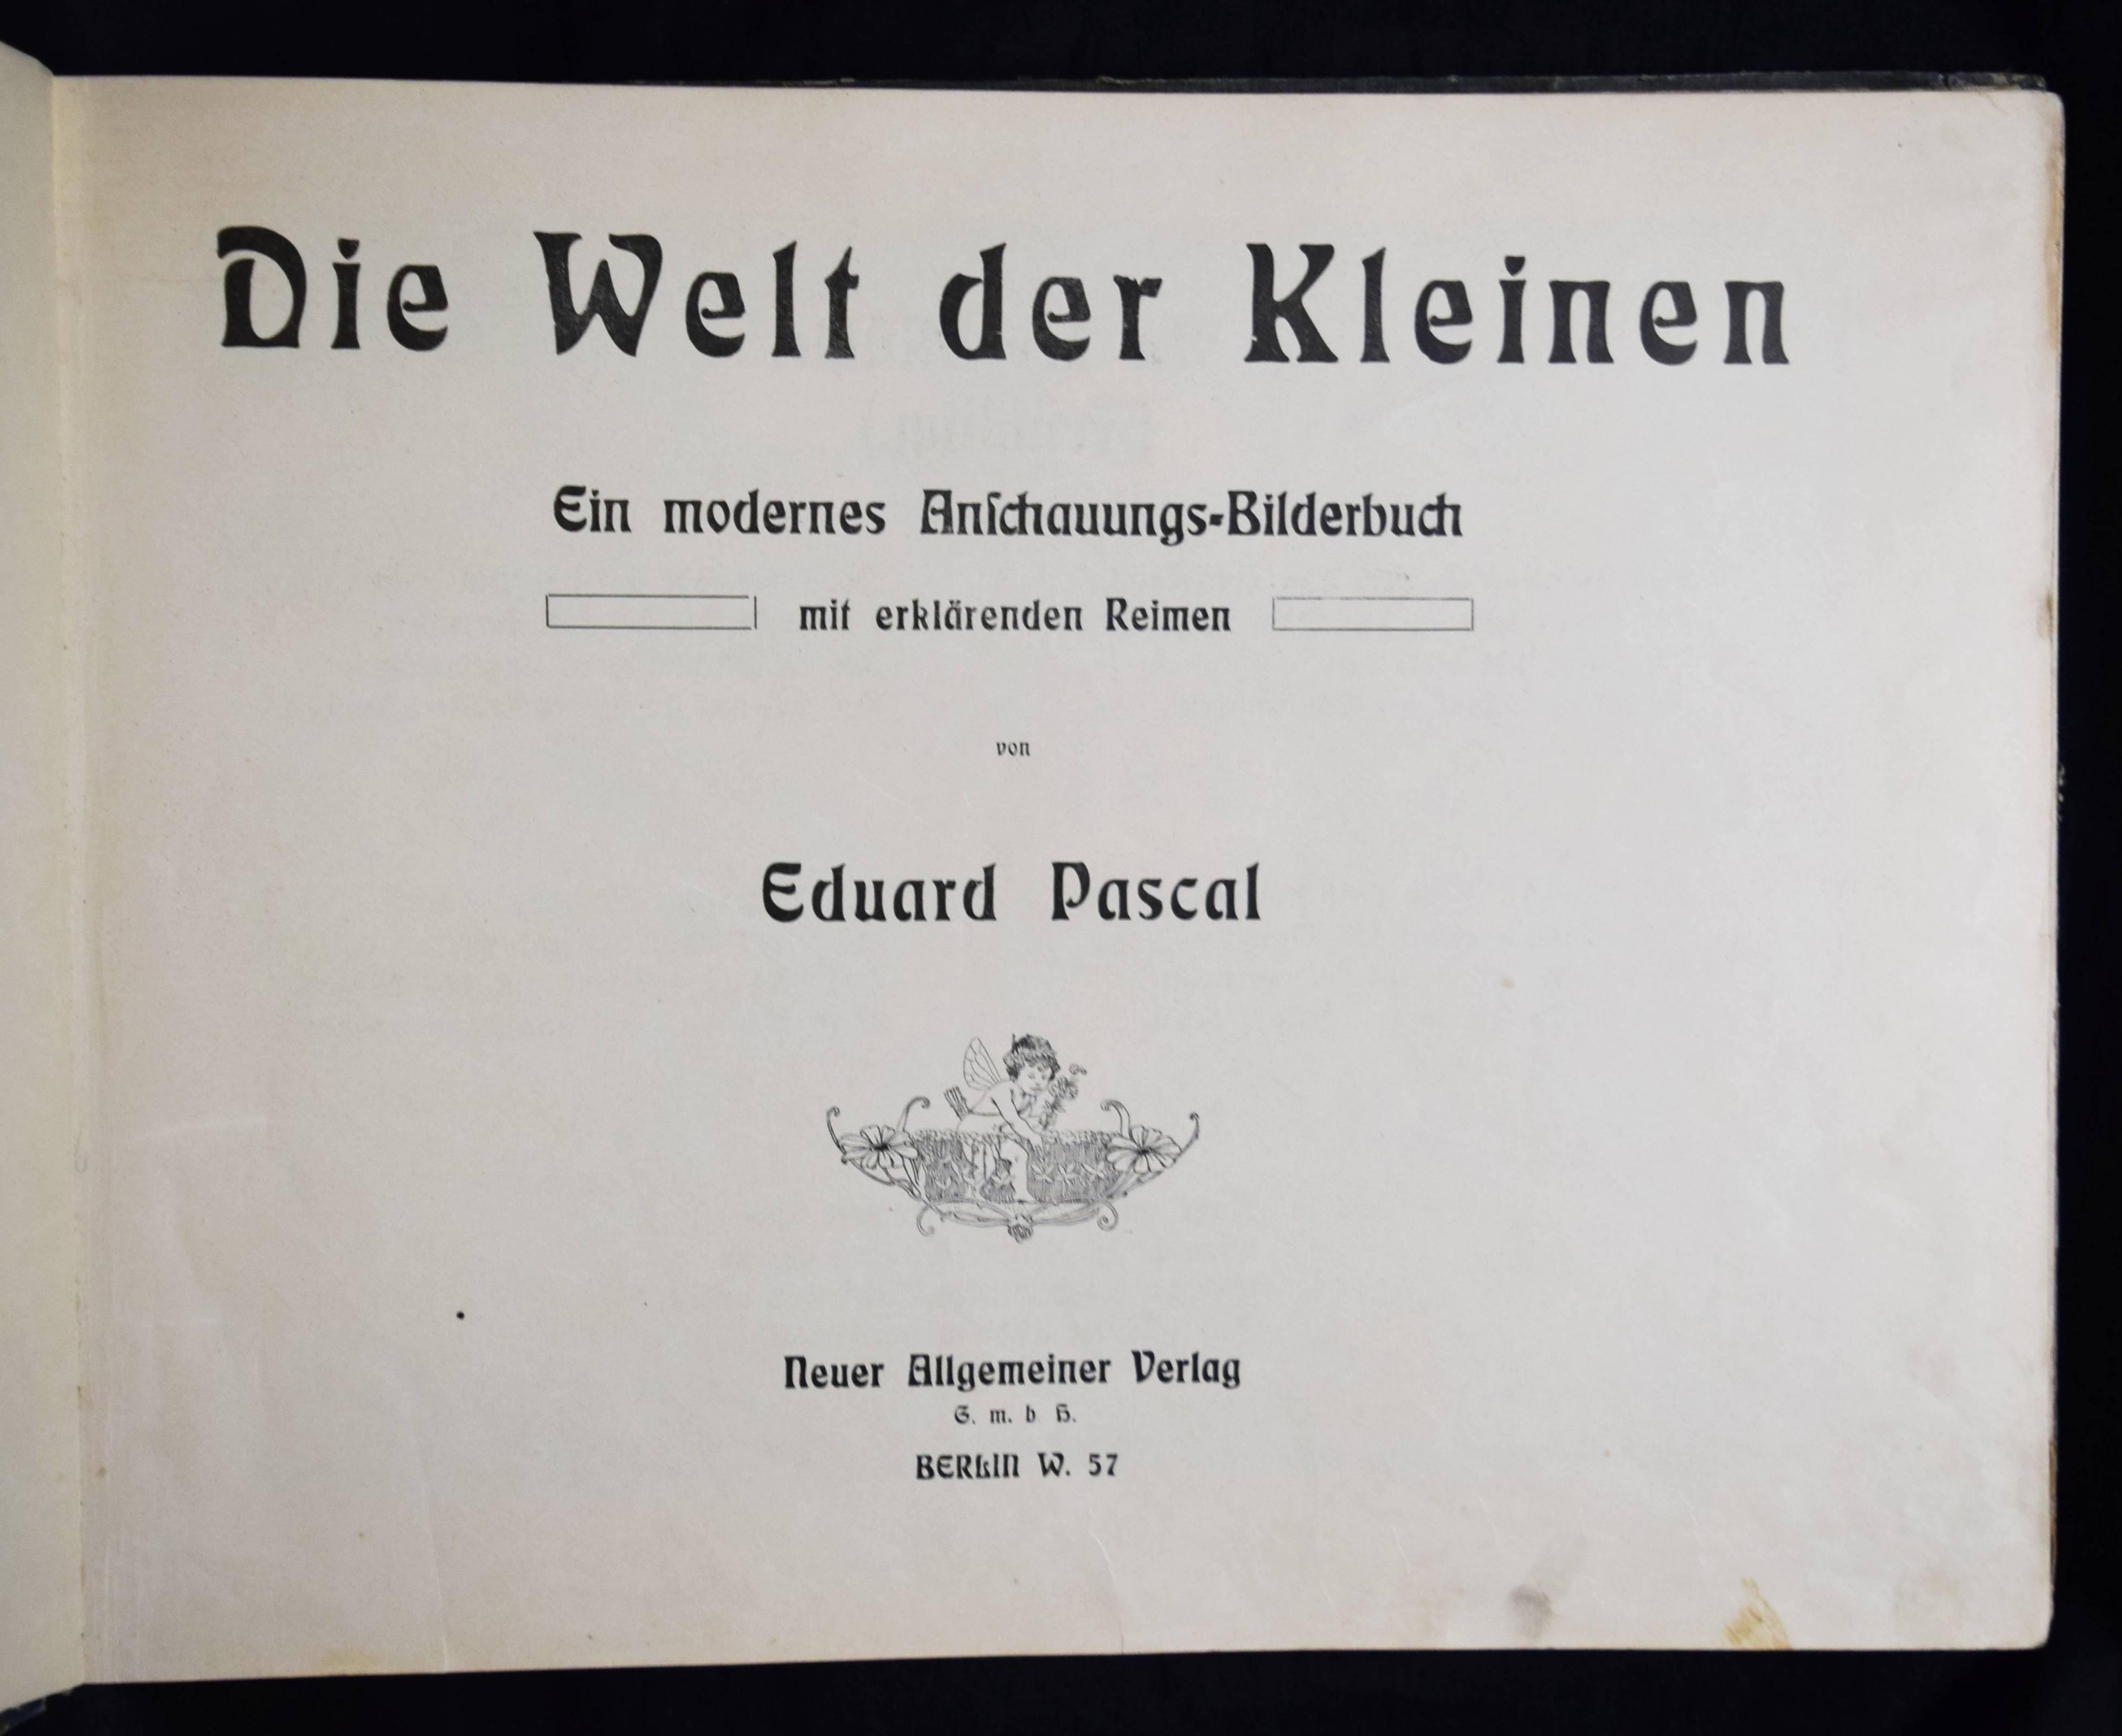 Die Welt der Kleinen
Ein modernes Anſchauungs-Bilderbuch
mit erklärenden Reimen
von
Eduard Pascal
Neuer Allgemeiner Verlag
G. m. b H.
BERLIN W. 57